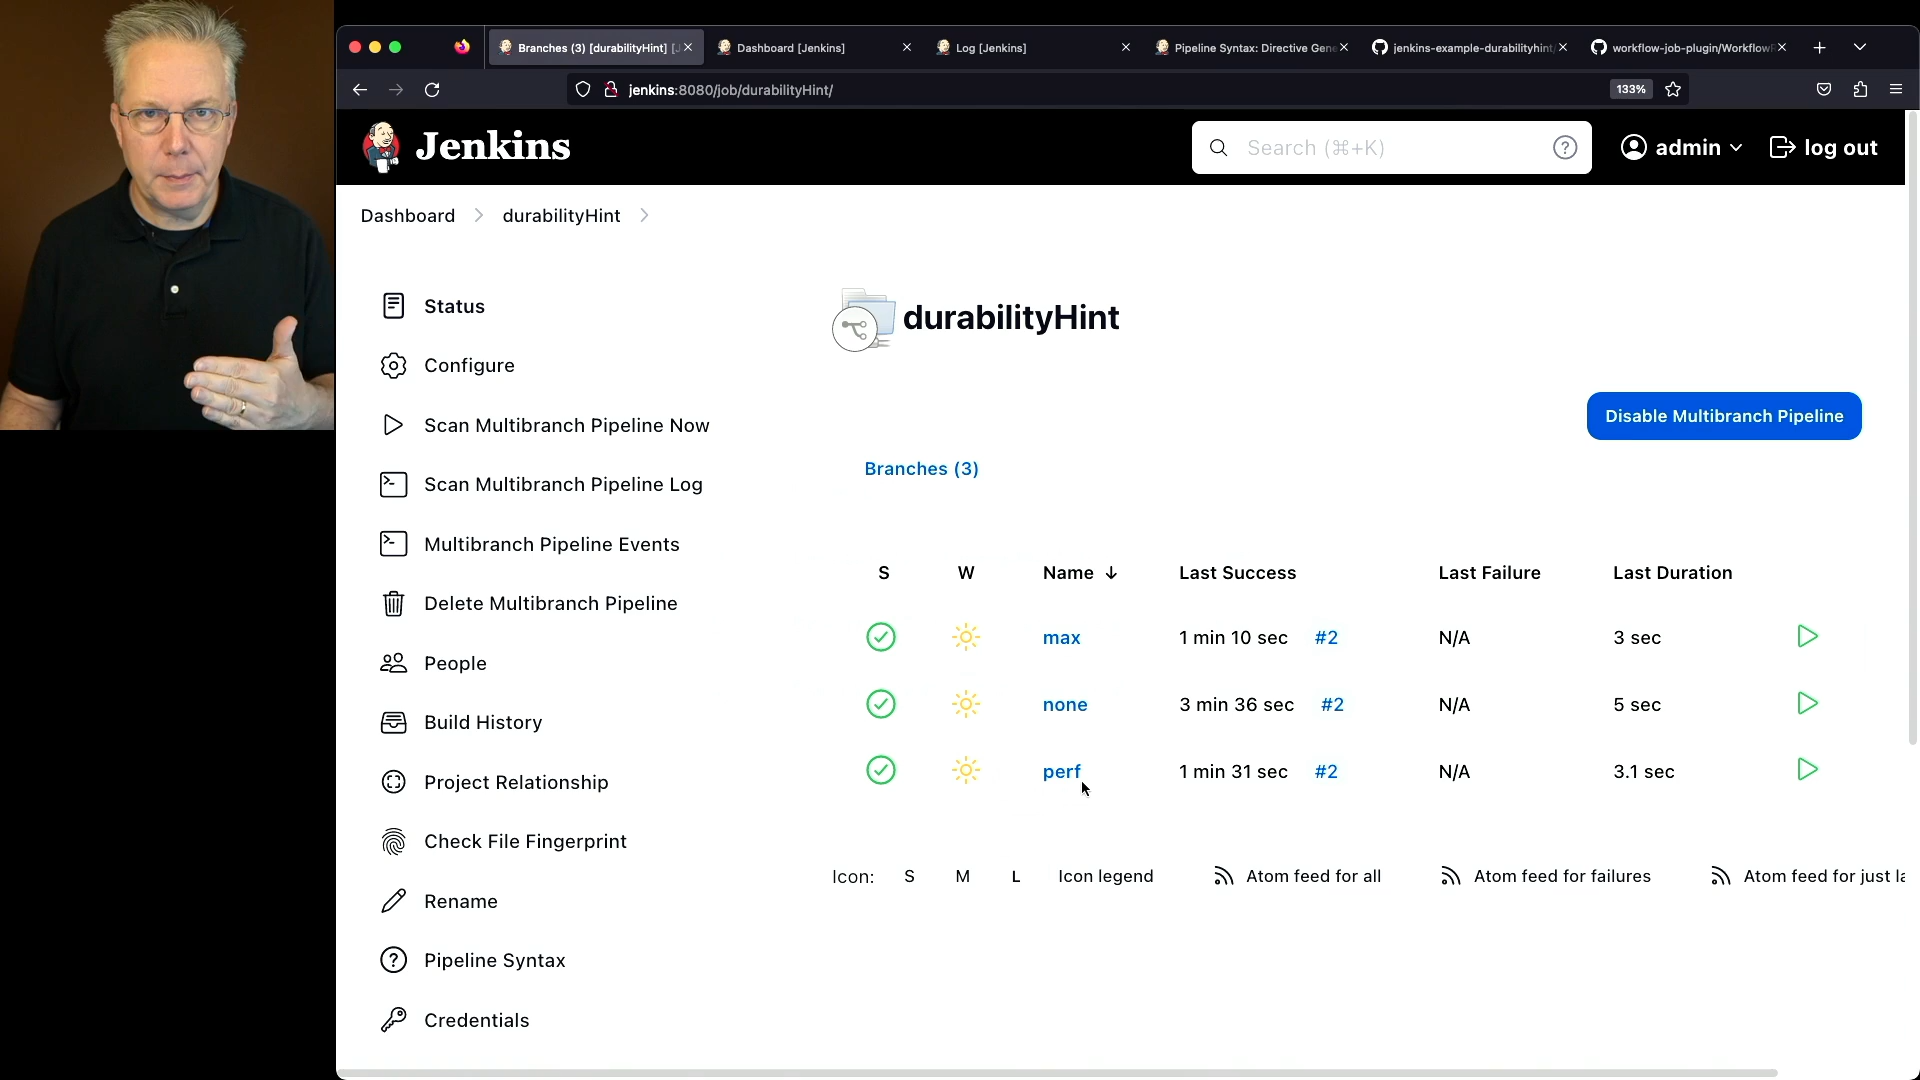 Branches (3) [durabilityHint] [J
Dashboard [Jenkins]
Log [Jenkins]
Pipeline Syntax: Directive Gene
jenkins-example-durabilityhint/
workflow-job-plugin/WorkflowR
jenkins:8080/job/durabilityHint/
133%
Jenkins
Search (⌘+K)
admin
log out
Dashboard
durabilityHint
Status
Configure
Scan Multibranch Pipeline Now
Scan Multibranch Pipeline Log
Multibranch Pipeline Events
Delete Multibranch Pipeline
People
Build History
Project Relationship
Check File Fingerprint
Rename
Pipeline Syntax
Credentials
durabilityHint
Disable Multibranch Pipeline
Branches (3)
S W Name ↓ Last Success Last Failure Last Duration
max 1 min 10 sec #2 N/A 3 sec
none 3 min 36 sec #2 N/A 5 sec
perf 1 min 31 sec #2 N/A 3.1 sec
Icon: S M L Icon legend Atom feed for all Atom feed for failures Atom feed for just la